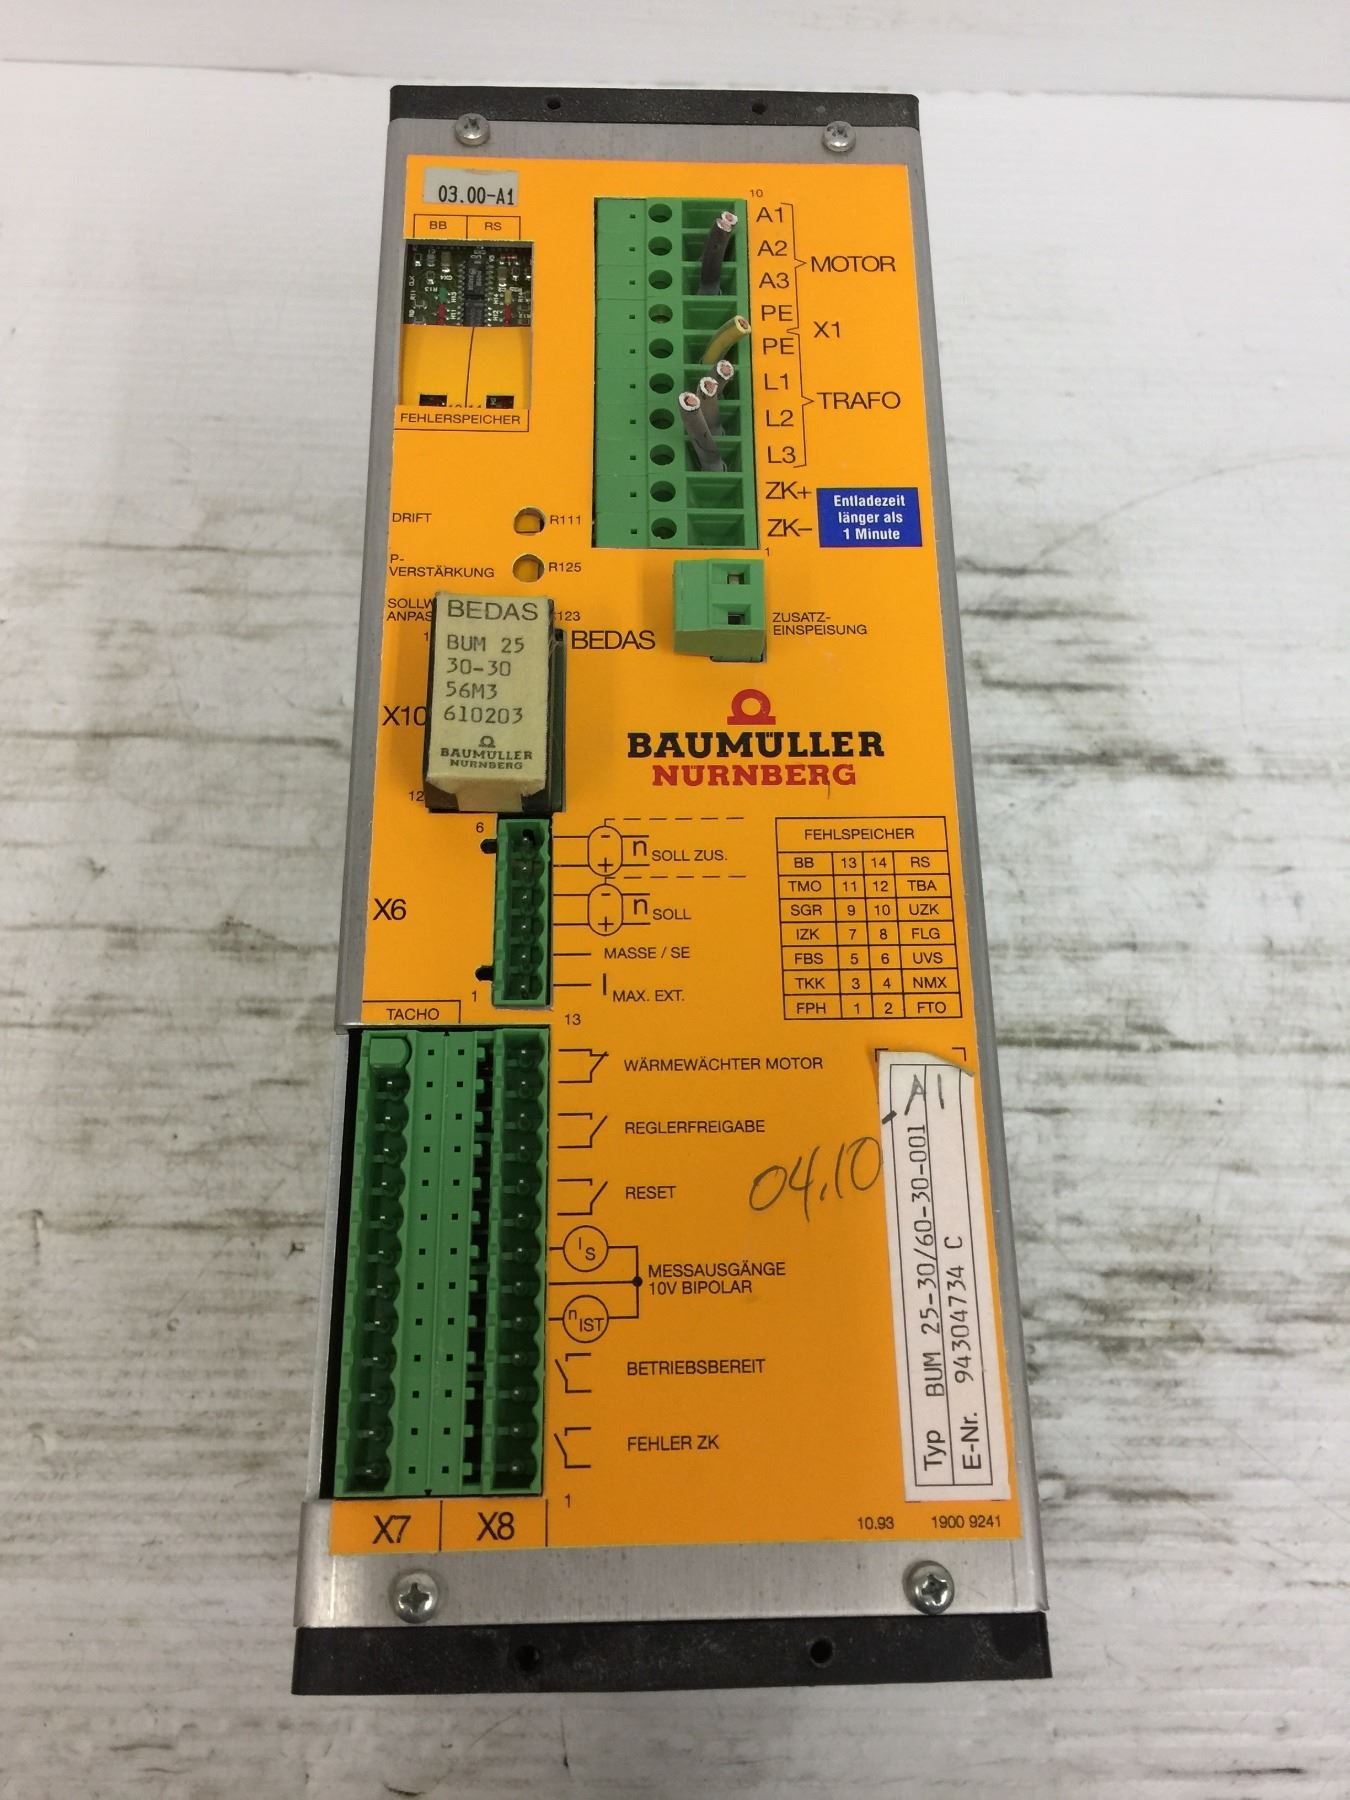 03.00-A1
BB RS
FEHLERSPEICHER
10
A1
A2
A3
PE
MOTOR
X1
PE
L1
L2
L3
TRAFO
ZK+
ZK-
1
Entladezeit
länger als
1 Minute
DRIFT R111
P-
VERSTÄRKUNG R125
ZUSATZ-
EINSPEISUNG
BEDAS
X10
12
BEDAS
BUM 25
30-30
56M3
610203
BAUMÜLLER
NÜRNBERG
BAUMÜLLER
NÜRNBERG
6
X6
1
- + n SOLL ZUS.
- + n SOLL
MASSE / SE
I MAX. EXT.
FEHLSPEICHER
BB 13 14 RS
TMO 11 12 TBA
SGR 9 10 UZK
IZK 7 8 FLG
FBS 5 6 UVS
TKK 3 4 NMX
FPH 1 2 FTO
TACHO
13
WÄRMEWÄCHTER MOTOR
REGLERFREIGABE
RESET
IS
MESSAUSGÄNGE
10V BIPOLAR
n IST
BETRIEBSBEREIT
FEHLER ZK
1
X7 X8
04.10-A1
Typ BUM 25-30/60-30-001
E-Nr. 94304734 C
10.93 1900 9241